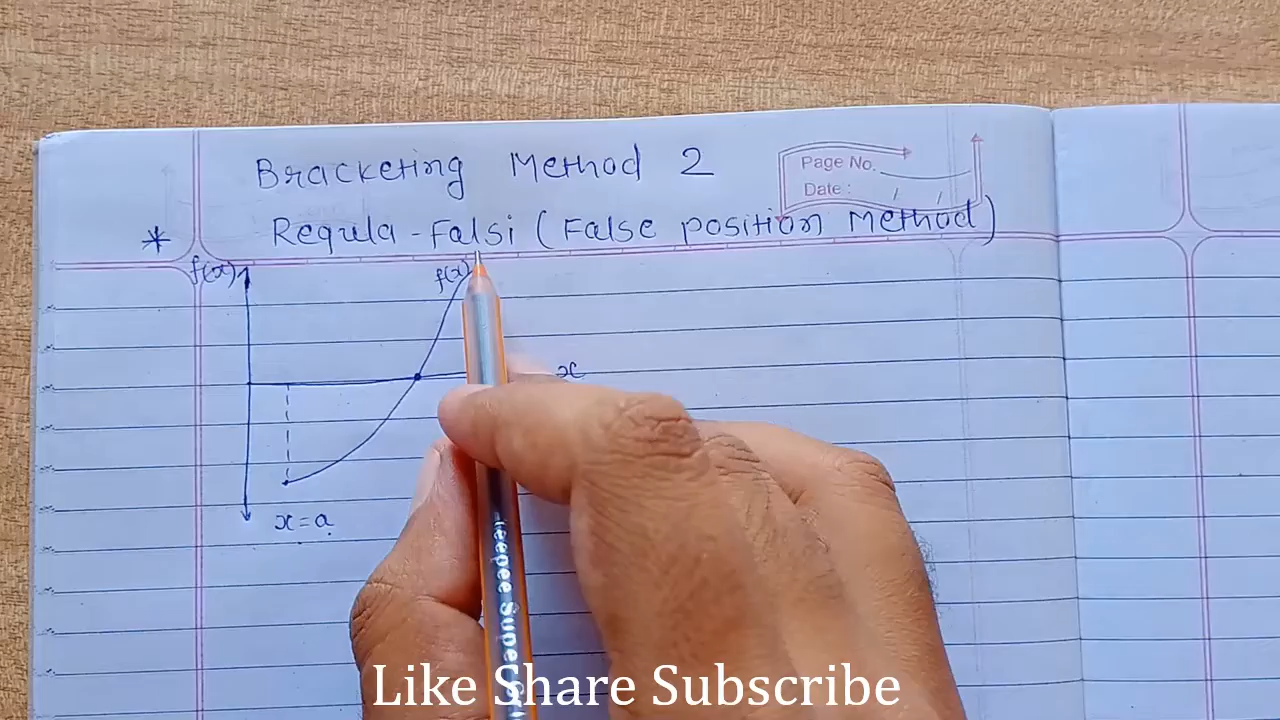 Bracketing Method 2
Page No.
Date : / /
* Regula-Falsi (False position Method)
f(x)
f(x)
x
x = a
Like Share Subscribe